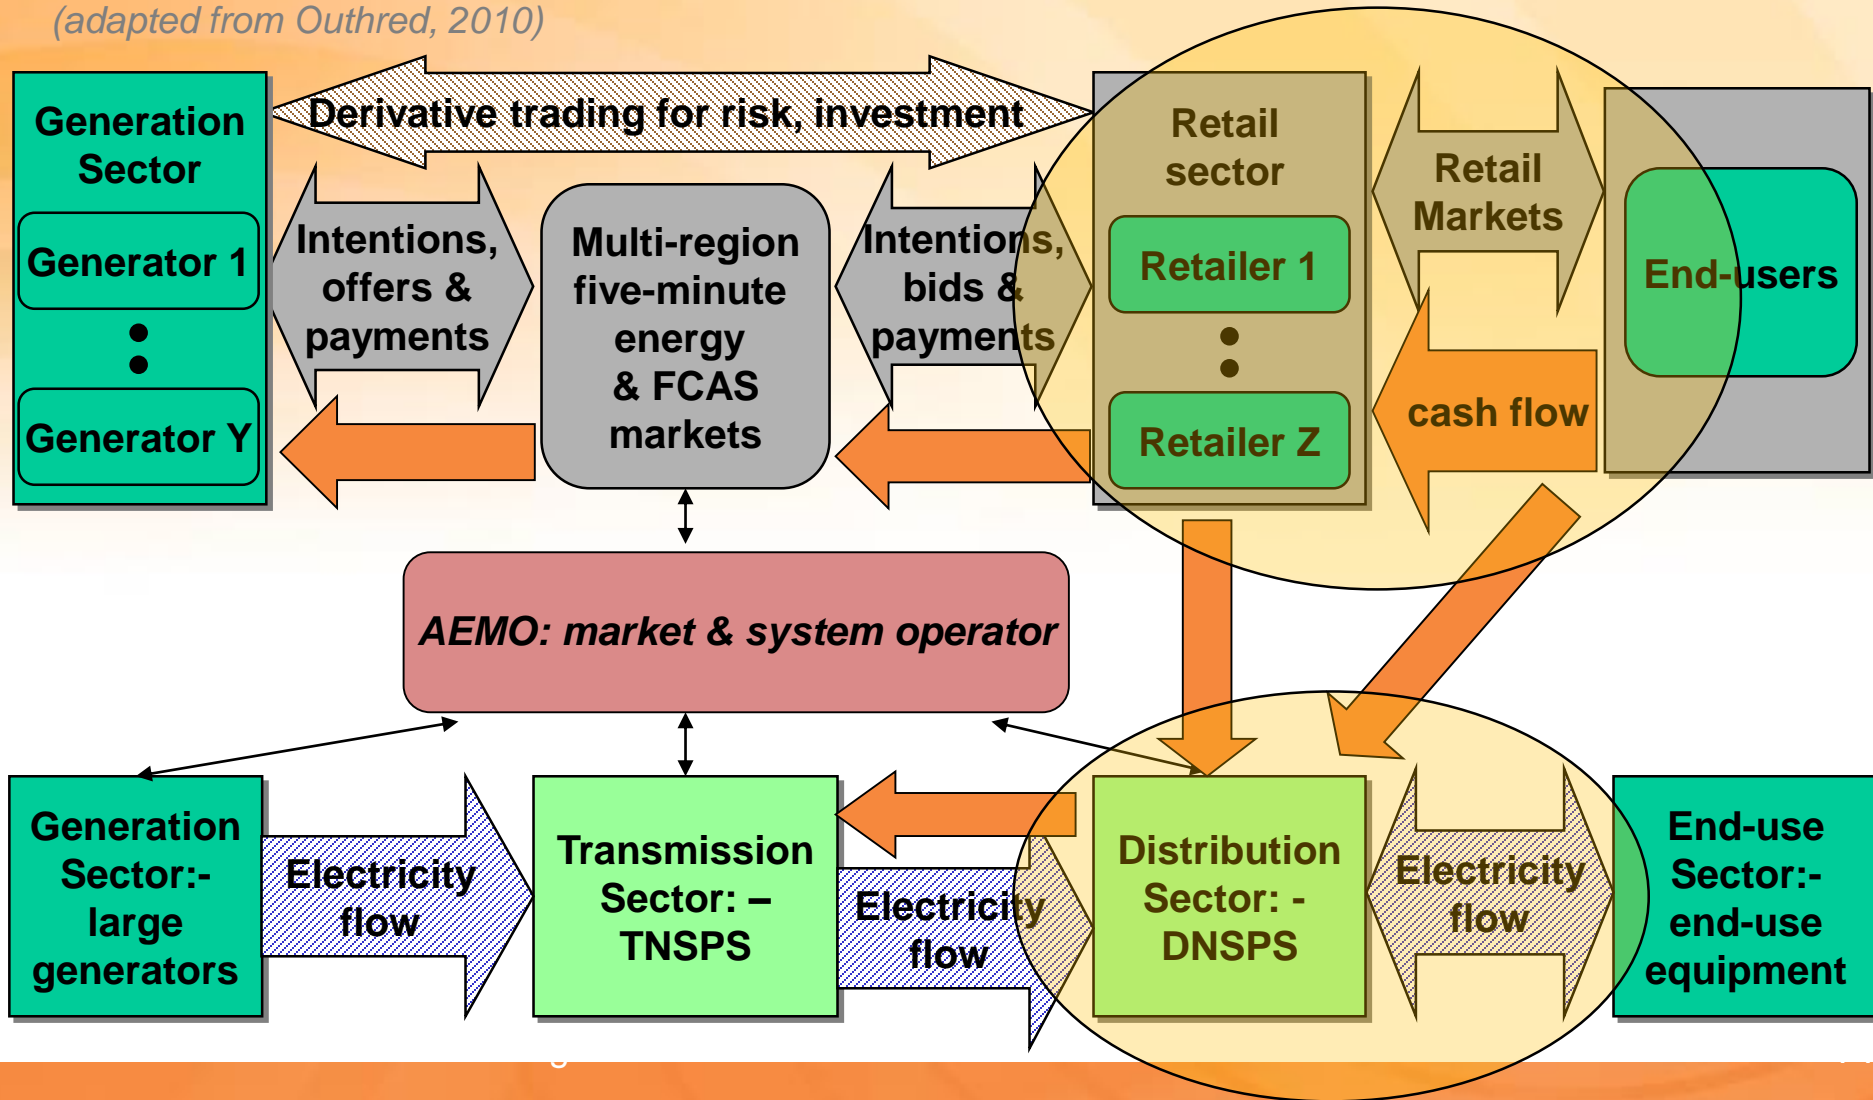 (adapted from Outhred, 2010)
Derivative trading for risk, investment
Generation
Sector
Generator 1
Generator Y
Intentions,
offers &
payments
Multi-region
five-minute
energy
& FCAS
markets
Intentions,
bids &
payments
Retail
sector
Retailer 1
Retailer Z
Retail
Markets
cash flow
End-users
AEMO: market & system operator
Generation
Sector:-
large
generators
Electricity
flow
Transmission
Sector: –
TNSPS
Electricity
flow
Distribution
Sector: -
DNSPS
Electricity
flow
End-use
Sector:-
end-use
equipment